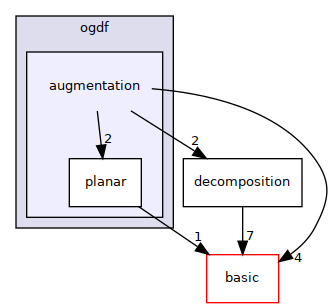 ogdf
augmentation
2
2
planar
decomposition
1
7
4
basic